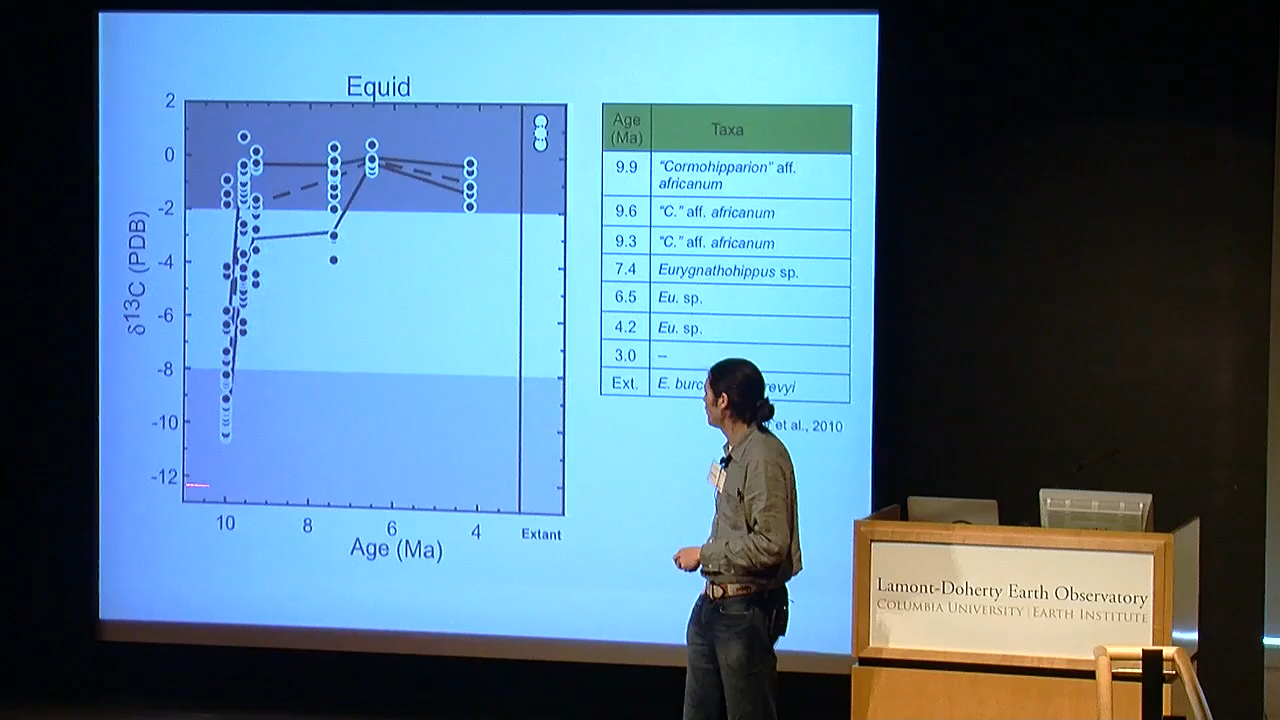 Equid
2
0
-2
-4
-6
-8
-10
-12
δ13C (PDB)
10 8 6 4 Extant
Age (Ma)
Age (Ma) Taxa
9.9 "Cormohipparion" aff. africanum
9.6 "C." aff. africanum
9.3 "C." aff. africanum
7.4 Eurygnathohippus sp.
6.5 Eu. sp.
4.2 Eu. sp.
3.0 –
Ext. E.
et al., 2010
Lamont-Doherty Earth Observatory
COLUMBIA UNIVERSITY | EARTH INSTITUTE